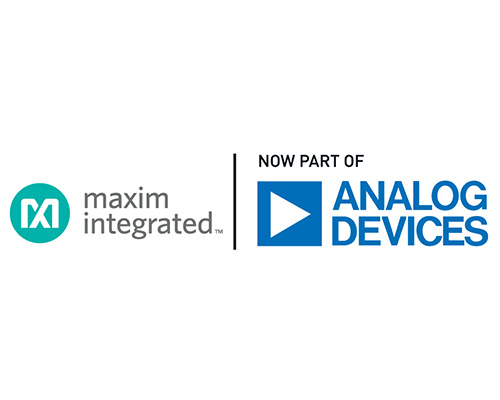 maxim
integrated™
NOW PART OF
ANALOG
DEVICES